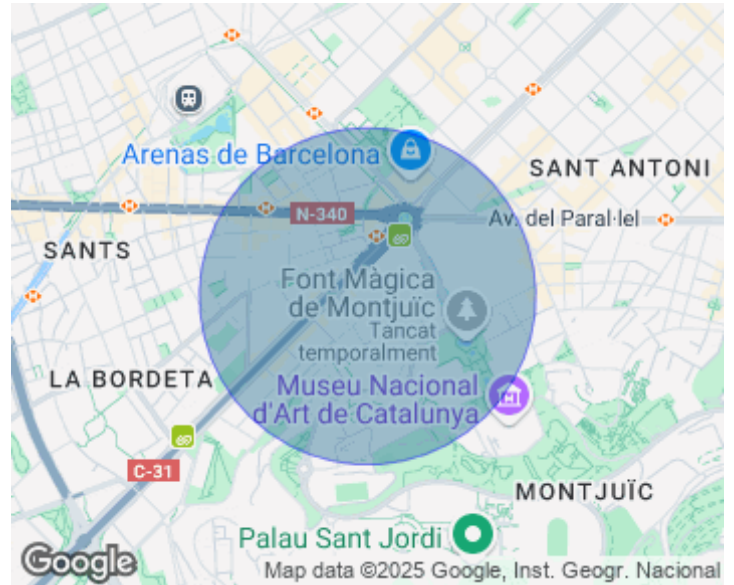 Arenas de Barcelona
SANT ANTONI
N-340
Av. del Paral·lel
SANTS
Font Màgica
de Montjuïc
Tancat
temporalment
LA BORDETA
Museu Nacional
d'Art de Catalunya
C-31
MONTJUÏC
Palau Sant Jordi
Google
Map data ©2025 Google, Inst. Geogr. Nacional